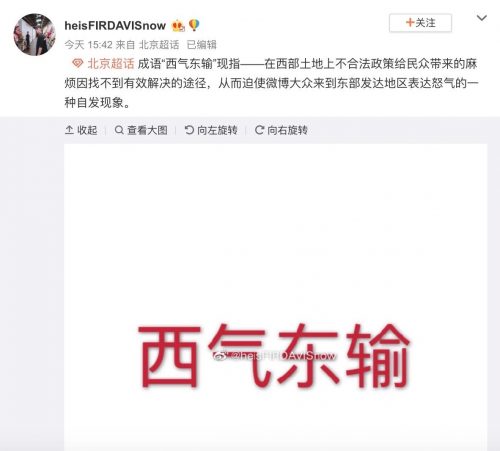 heisFIRDAVISnow
+关注
今天 15:42 来自 北京超话 已编辑
北京超话 成语“西气东输”现指——在西部土地上不合法政策给民众带来的麻
烦因找不到有效解决的途径，从而迫使微博大众来到东部发达地区表达怒气的一
种自发现象。
收起 查看大图 向左旋转 向右旋转
西气东输
@heisFIRDAVISnow